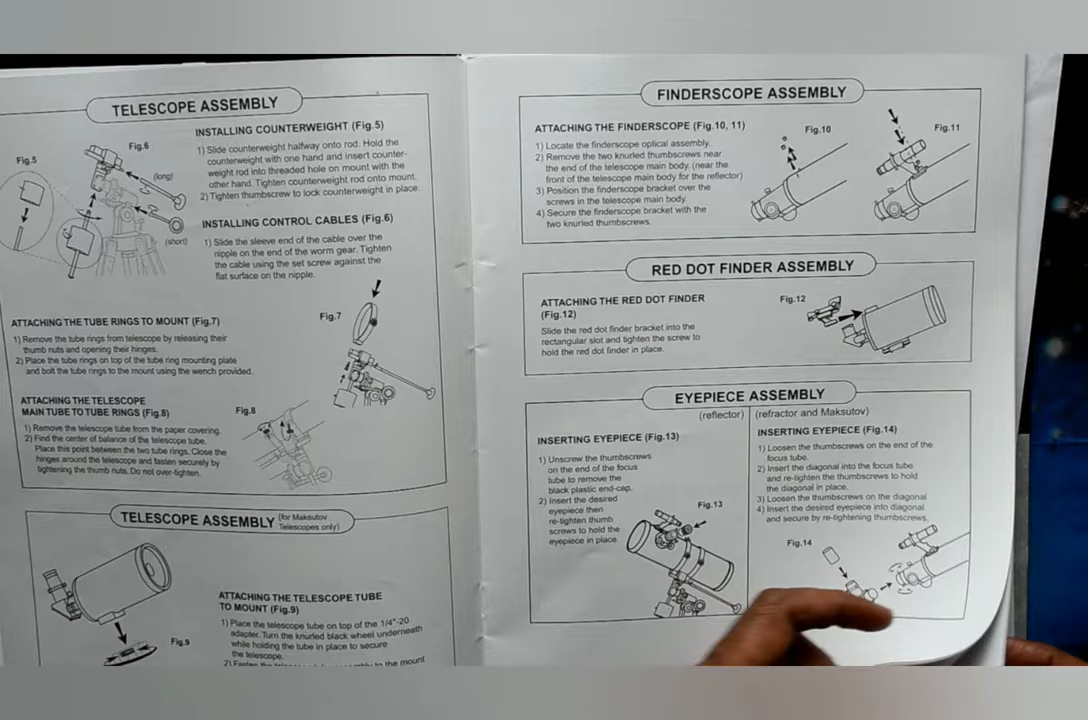 TELESCOPE ASSEMBLY
INSTALLING COUNTERWEIGHT (Fig.5)
1) Slide counterweight halfway onto rod. Hold the
counterweight with one hand and insert counter-
weight rod into threaded hole on mount with the
other hand. Tighten counterweight rod onto mount.
2) Tighten thumbscrew to lock counterweight in place.
Fig.5
Fig.6
(long)
(short)
INSTALLING CONTROL CABLES (Fig.6)
1) Slide the sleeve end of the cable over the
nipple on the end of the worm gear. Tighten
the cable using the set screw against the
flat surface on the nipple.
ATTACHING THE TUBE RINGS TO MOUNT (Fig.7)
1) Remove the tube rings from telescope by releasing their
thumb nuts and opening their hinges.
2) Place the tube rings on top of the tube ring mounting plate
and bolt the tube rings to the mount using the wench provided.
Fig.7
ATTACHING THE TELESCOPE
MAIN TUBE TO TUBE RINGS (Fig.8)
1) Remove the telescope tube from the paper covering.
2) Find the center of balance of the telescope tube.
Place this point between the two tube rings. Close the
hinges around the telescope and fasten securely by
tightening the thumb nuts. Do not over-tighten.
Fig.8
TELESCOPE ASSEMBLY (for Maksutov
Telescopes only)
ATTACHING THE TELESCOPE TUBE
TO MOUNT (Fig.9)
1) Place the telescope tube on top of the 1/4"-20
adapter. Turn the knurled black wheel underneath
while holding the tube in place to secure
the telescope.
2) Fasten the to the mount
Fig.9
FINDERSCOPE ASSEMBLY
ATTACHING THE FINDERSCOPE (Fig.10, 11)
1) Locate the finderscope optical assembly.
2) Remove the two knurled thumbscrews near
the end of the telescope main body. (near the
front of the telescope main body for the reflector)
3) Position the finderscope bracket over the
screws in the telescope main body.
4) Secure the finderscope bracket with the
two knurled thumbscrews.
Fig.10
Fig.11
RED DOT FINDER ASSEMBLY
ATTACHING THE RED DOT FINDER
(Fig.12)
Slide the red dot finder bracket into the
rectangular slot and tighten the screw to
hold the red dot finder in place.
Fig.12
EYEPIECE ASSEMBLY
(reflector)
INSERTING EYEPIECE (Fig.13)
1) Unscrew the thumbscrews
on the end of the focus
tube to remove the
black plastic end-cap.
2) Insert the desired
eyepiece then
re-tighten thumb
screws to hold the
eyepiece in place.
Fig.13
(refractor and Maksutov)
INSERTING EYEPIECE (Fig.14)
1) Loosen the thumbscrews on the end of the
focus tube.
2) Insert the diagonal into the focus tube
and re-tighten the thumbscrews to hold
the diagonal in place.
3) Loosen the thumbscrews on the diagonal
4) Insert the desired eyepiece into diagonal
and secure by re-tightening thumbscrews.
Fig.14